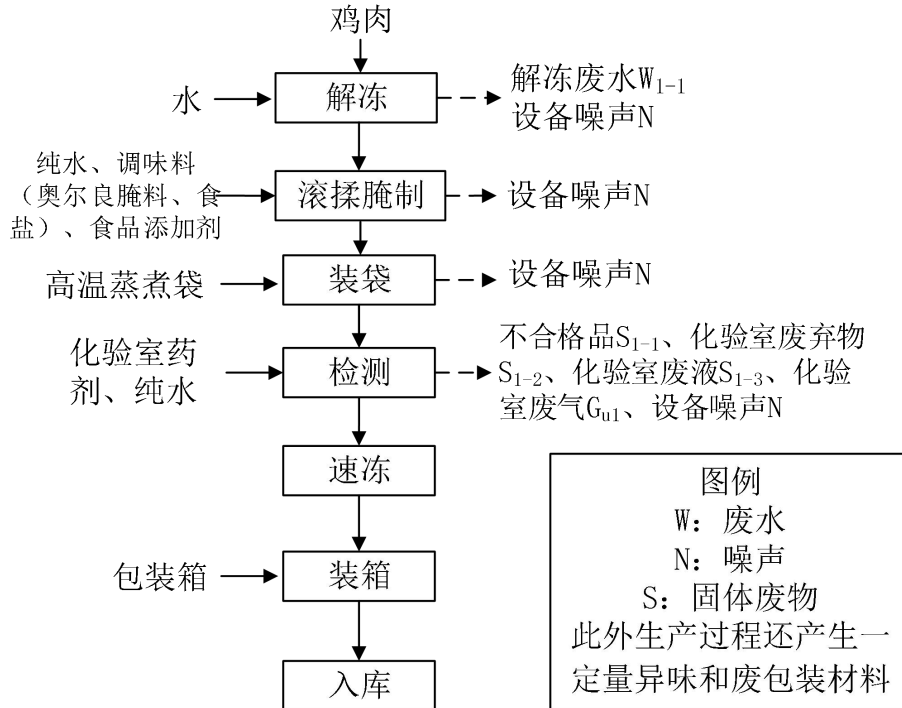 鸡肉
水
解冻
解冻废水W₁₋₁
设备噪声N
纯水、调味料
（奥尔良腌料、食
盐）、食品添加剂
滚揉腌制
设备噪声N
高温蒸煮袋
装袋
设备噪声N
化验室药
剂、纯水
检测
不合格品S₁₋₁、化验室废弃物
S₁₋₂、化验室废液S₁₋₃、化验
室废气Gᵤ₁、设备噪声N
速冻
包装箱
装箱
入库
图例
W：废水
N：噪声
S：固体废物
此外生产过程还产生一
定量异味和废包装材料